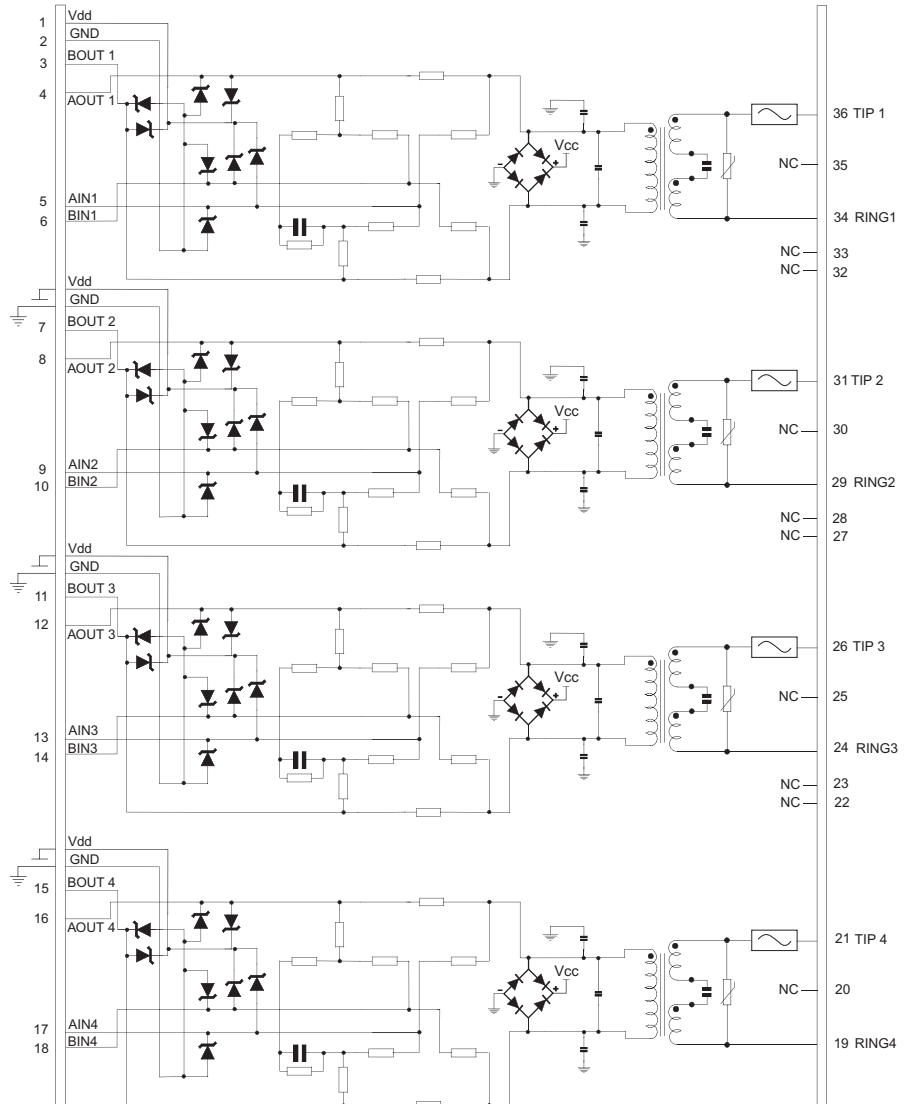 1 Vdd
2 GND
3 BOUT 1
4 AOUT 1
5 AIN1
6 BIN1
- Vcc +
36 TIP 1
NC 35
34 RING1
NC 33
NC 32
Vdd
GND
7 BOUT 2
8 AOUT 2
9 AIN2
10 BIN2
- Vcc +
31 TIP 2
NC 30
29 RING2
NC 28
NC 27
Vdd
GND
11 BOUT 3
12 AOUT 3
13 AIN3
14 BIN3
- Vcc +
26 TIP 3
NC 25
24 RING3
NC 23
NC 22
Vdd
GND
15 BOUT 4
16 AOUT 4
17 AIN4
18 BIN4
- Vcc +
21 TIP 4
NC 20
19 RING4